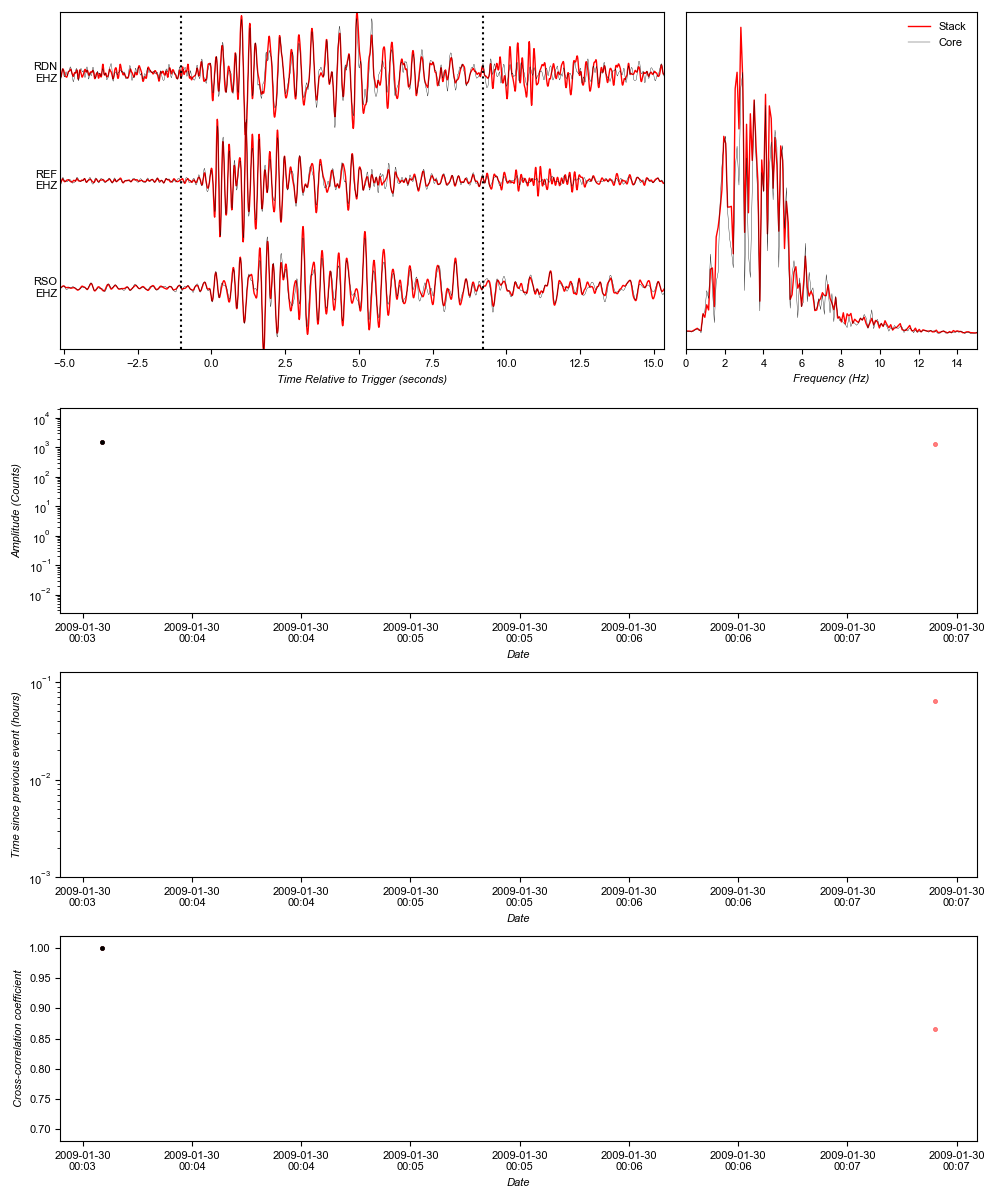 RDN
EHZ
REF
EHZ
RSO
EHZ
−5.0 −2.5 0.0 2.5 5.0 7.5 10.0 12.5 15.0
Time Relative to Trigger (seconds)
Stack
Core
0 2 4 6 8 10 12 14
Frequency (Hz)
10^4
10^3
10^2
10^1
10^0
10^−1
10^−2
Amplitude (Counts)
2009-01-30 2009-01-30 2009-01-30 2009-01-30 2009-01-30 2009-01-30 2009-01-30 2009-01-30 2009-01-30
00:03 00:04 00:04 00:05 00:05 00:06 00:06 00:07 00:07
Date
10^−1
10^−2
10^−3
Time since previous event (hours)
2009-01-30 2009-01-30 2009-01-30 2009-01-30 2009-01-30 2009-01-30 2009-01-30 2009-01-30 2009-01-30
00:03 00:04 00:04 00:05 00:05 00:06 00:06 00:07 00:07
Date
1.00
0.95
0.90
0.85
0.80
0.75
0.70
Cross-correlation coefficient
2009-01-30 2009-01-30 2009-01-30 2009-01-30 2009-01-30 2009-01-30 2009-01-30 2009-01-30 2009-01-30
00:03 00:04 00:04 00:05 00:05 00:06 00:06 00:07 00:07
Date